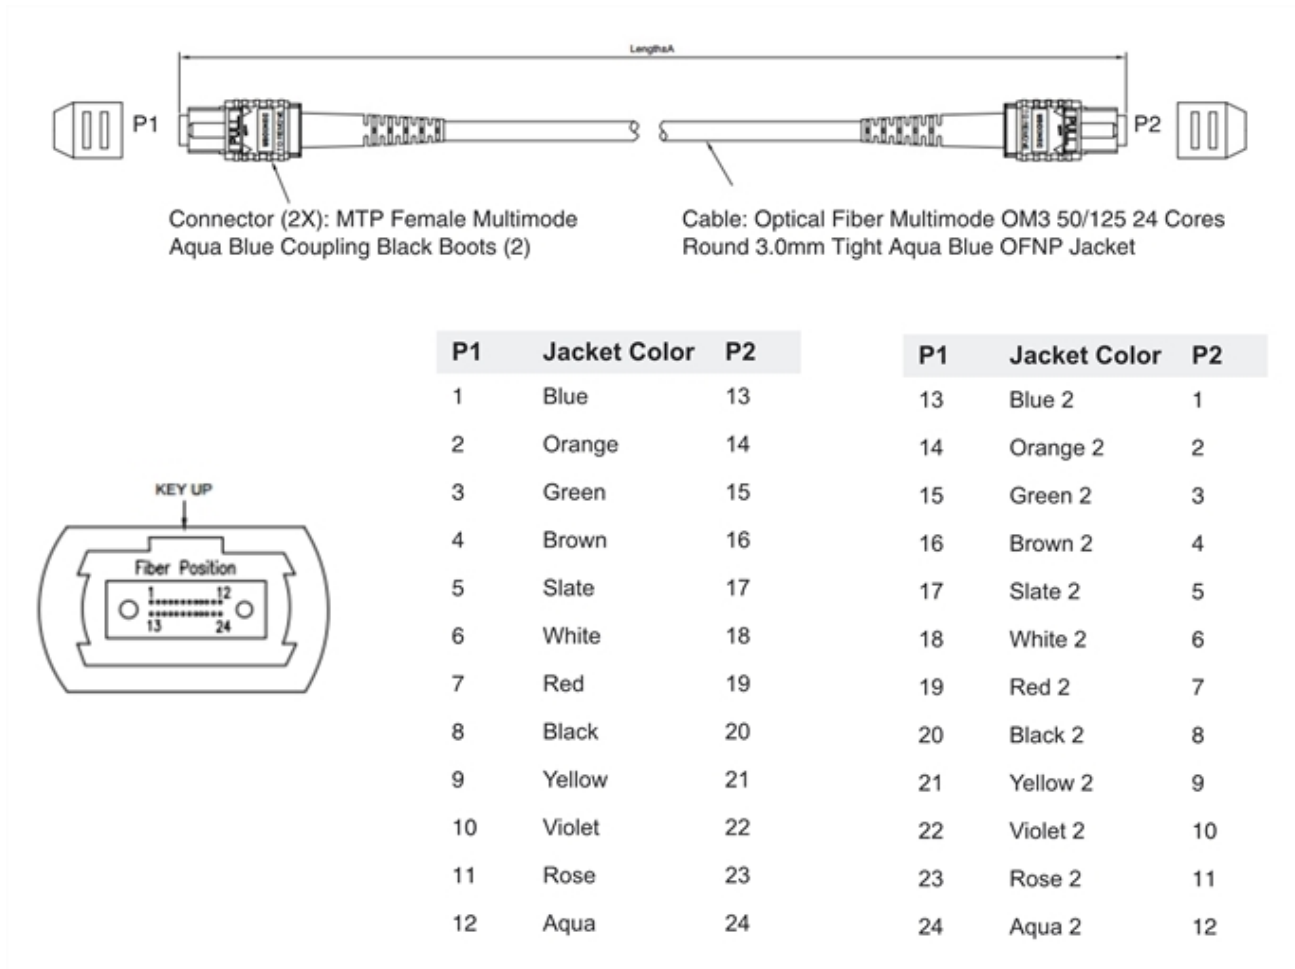 LengthsA
P1
PULL
PULL
P2
Connector (2X): MTP Female Multimode
Aqua Blue Coupling Black Boots (2)
Cable: Optical Fiber Multimode OM3 50/125 24 Cores
Round 3.0mm Tight Aqua Blue OFNP Jacket
P1 Jacket Color P2
1 Blue 13
2 Orange 14
3 Green 15
4 Brown 16
5 Slate 17
6 White 18
7 Red 19
8 Black 20
9 Yellow 21
10 Violet 22
11 Rose 23
12 Aqua 24
P1 Jacket Color P2
13 Blue 2 1
14 Orange 2 2
15 Green 2 3
16 Brown 2 4
17 Slate 2 5
18 White 2 6
19 Red 2 7
20 Black 2 8
21 Yellow 2 9
22 Violet 2 10
23 Rose 2 11
24 Aqua 2 12
KEY UP
Fiber Position
1 12
13 24